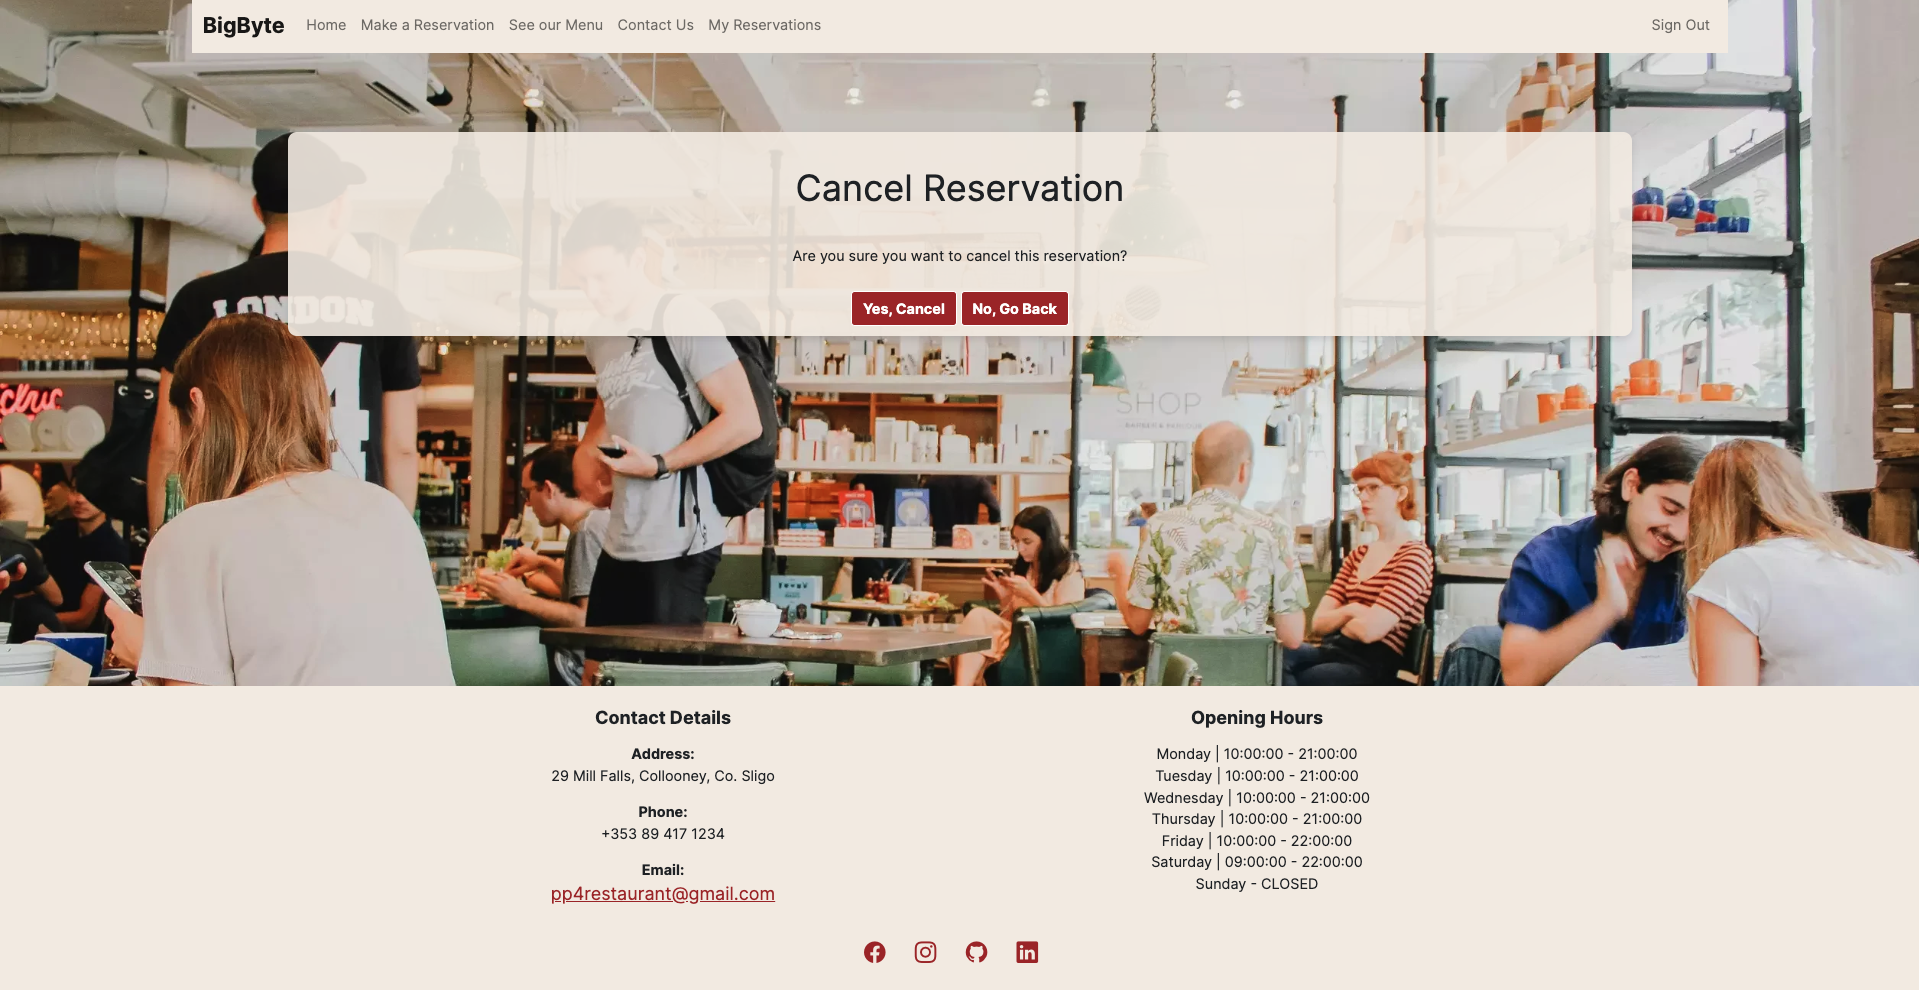 BigByte Home Make a Reservation See our Menu Contact Us My Reservations Sign Out
Cancel Reservation
Are you sure you want to cancel this reservation?
Yes, Cancel No, Go Back
LONDON
SHOP
Contact Details
Address:
29 Mill Falls, Collooney, Co. Sligo
Phone:
+353 89 417 1234
Email:
pp4restaurant@gmail.com
Opening Hours
Monday | 10:00:00 - 21:00:00
Tuesday | 10:00:00 - 21:00:00
Wednesday | 10:00:00 - 21:00:00
Thursday | 10:00:00 - 21:00:00
Friday | 10:00:00 - 22:00:00
Saturday | 09:00:00 - 22:00:00
Sunday - CLOSED